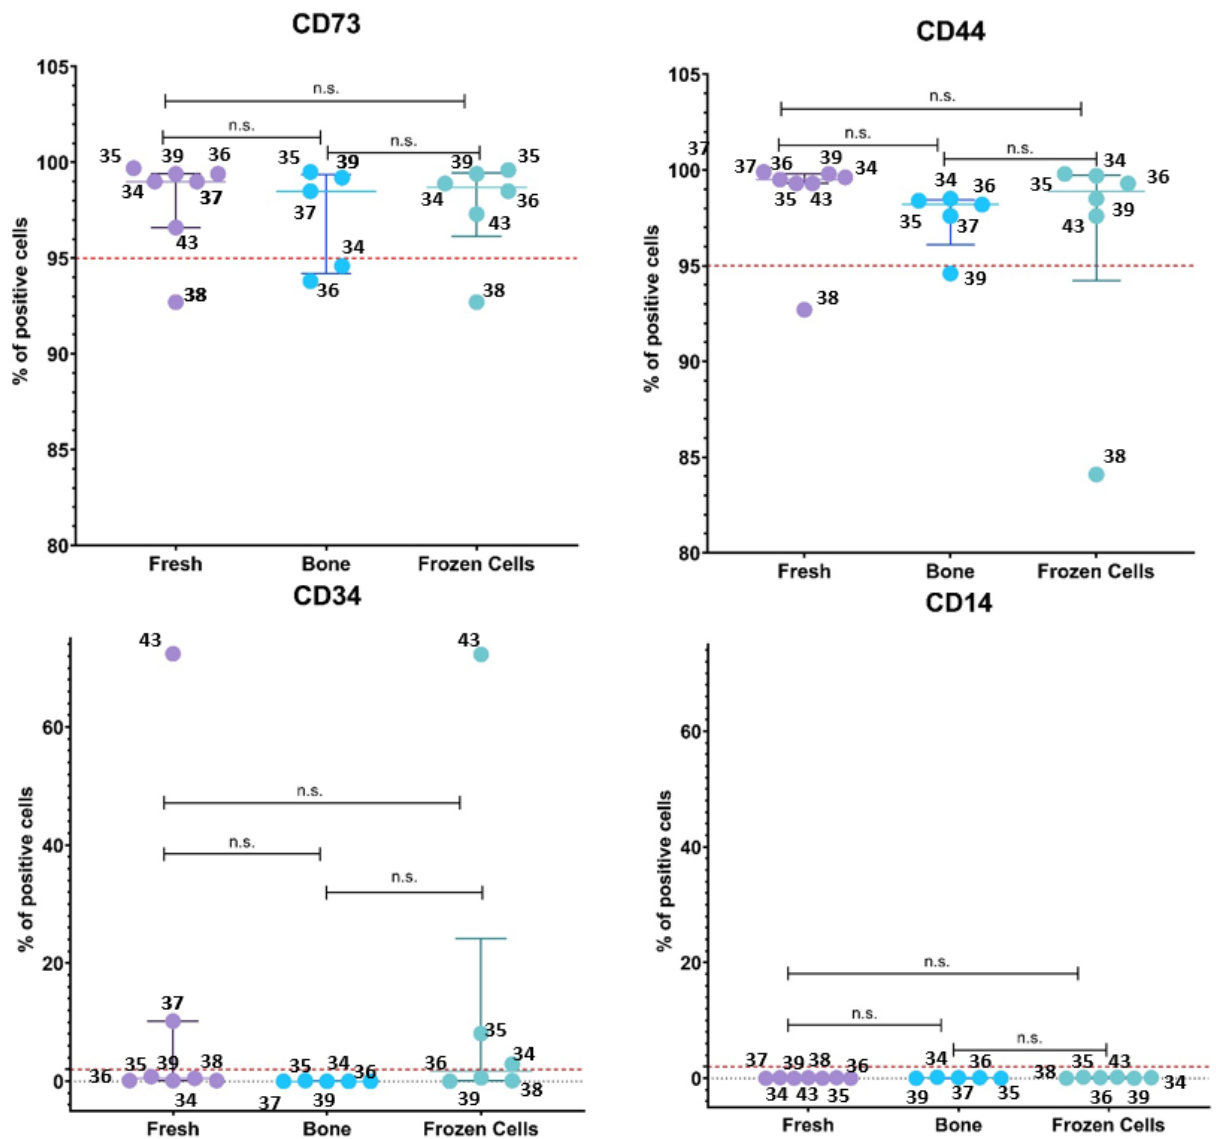 CD73
105
100
95
90
85
80
% of positive cells
n.s.
n.s.
n.s.
35 39 36
34 37
43
38
35 39
37
34
36
39 35
34 36
43
38
Fresh Bone Frozen Cells
CD44
105
100
95
90
85
80
% of positive cells
n.s.
n.s.
n.s.
37
37 36 39 34
35 43
38
34 36
35 37
39
34
35 36
39
43
38
Fresh Bone Frozen Cells
CD34
60
40
20
0
% of positive cells
43 43
n.s.
n.s.
n.s.
37
36 35 39 38
34
35 34 36
37 39
35
36 34
39 38
Fresh Bone Frozen Cells
CD14
60
40
20
0
% of positive cells
n.s.
n.s.
n.s.
37 39 38 36
34 43 35
34 36
39 37 35
38 35 43
36 39 34
Fresh Bone Frozen Cells